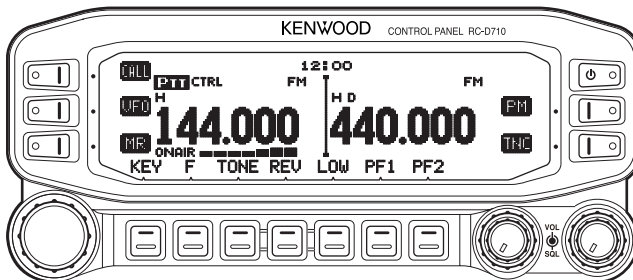 KENWOOD CONTROL PANEL RC-D710
12:00
CALL PTT CTRL FM FM
H H D
VFO 144.000 440.000 PM
MR ONAIR TNC
KEY F TONE REV LOW PF1 PF2
VOL
SQL